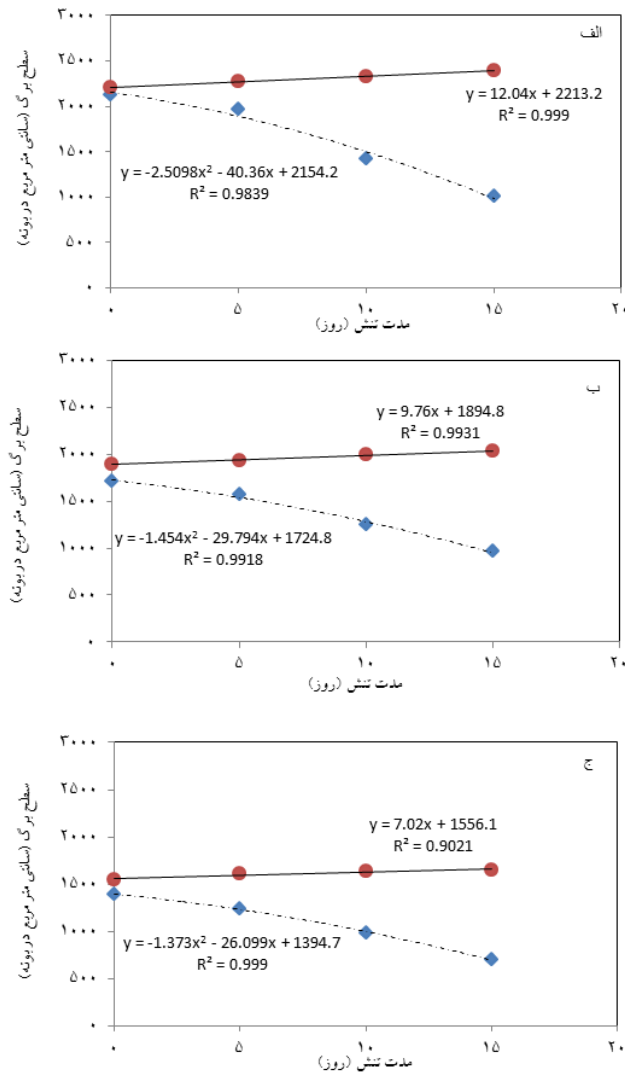 الف
سطح برگ (سانتی متر مربع در بوته)
۳۰۰۰
۲۵۰۰
۲۰۰۰
۱۵۰۰
۱۰۰۰
۵۰۰
۰
y = 12.04x + 2213.2
R² = 0.999
y = -2.5098x² - 40.36x + 2154.2
R² = 0.9839
۰ ۵ ۱۰ ۱۵ ۲۰
مدت تنش (روز)
ب
سطح برگ (سانتی متر مربع در بوته)
۳۰۰۰
۲۵۰۰
۲۰۰۰
۱۵۰۰
۱۰۰۰
۵۰۰
۰
y = 9.76x + 1894.8
R² = 0.9931
y = -1.454x² - 29.794x + 1724.8
R² = 0.9918
۰ ۵ ۱۰ ۱۵ ۲۰
مدت تنش (روز)
ج
سطح برگ (سانتی متر مربع در بوته)
۳۰۰۰
۲۵۰۰
۲۰۰۰
۱۵۰۰
۱۰۰۰
۵۰۰
۰
y = 7.02x + 1556.1
R² = 0.9021
y = -1.373x² - 26.099x + 1394.7
R² = 0.999
۰ ۵ ۱۰ ۱۵ ۲۰
مدت تنش (روز)